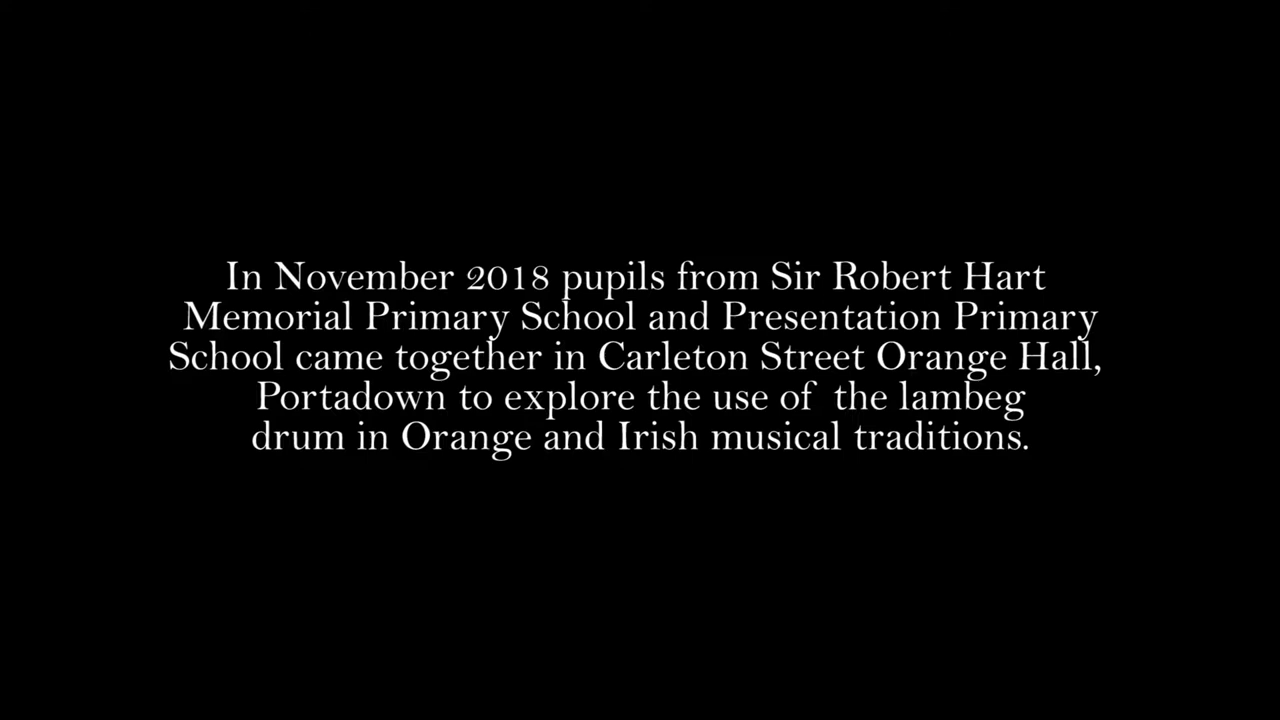 In November 2018 pupils from Sir Robert Hart
Memorial Primary School and Presentation Primary
School came together in Carleton Street Orange Hall,
Portadown to explore the use of the lambeg
drum in Orange and Irish musical traditions.